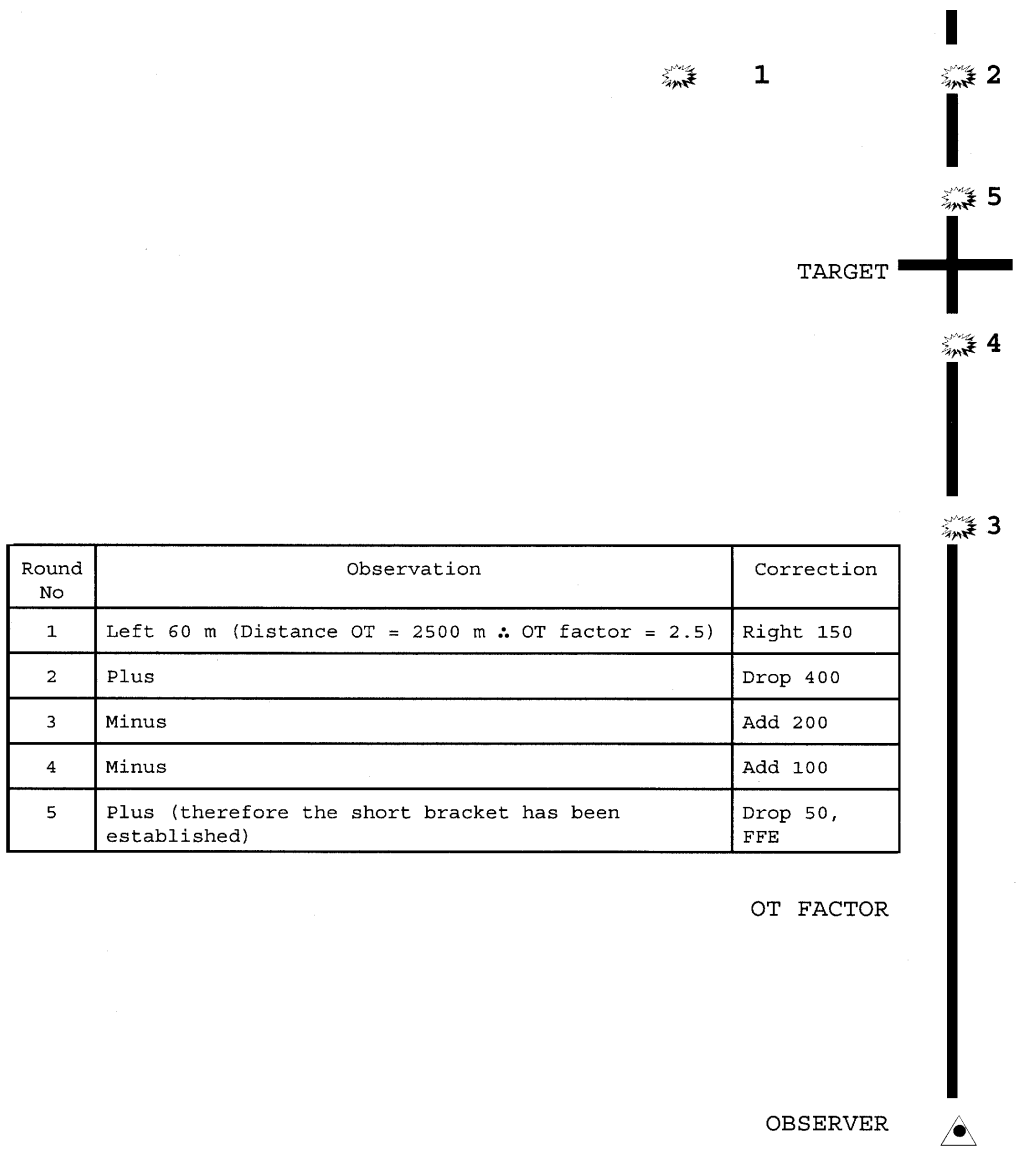 1
2
5
TARGET
4
3
Round No
Observation
Correction
1
Left 60 m (Distance OT = 2500 m ∴ OT factor = 2.5)
Right 150
2
Plus
Drop 400
3
Minus
Add 200
4
Minus
Add 100
5
Plus (therefore the short bracket has been
established)
Drop 50,
FFE
OT FACTOR
OBSERVER